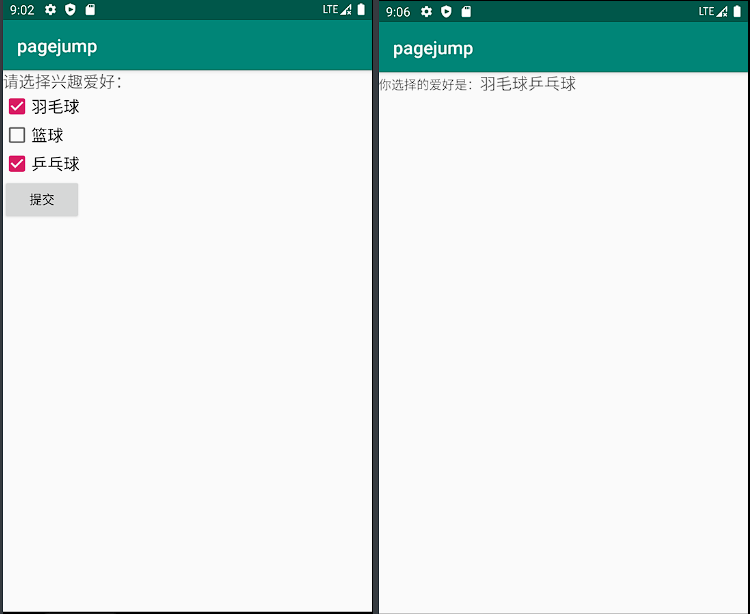 9:02 LTE
pagejump
请选择兴趣爱好：
羽毛球
篮球
乒乓球
提交
9:06 LTE
pagejump
你选择的爱好是：羽毛球乒乓球